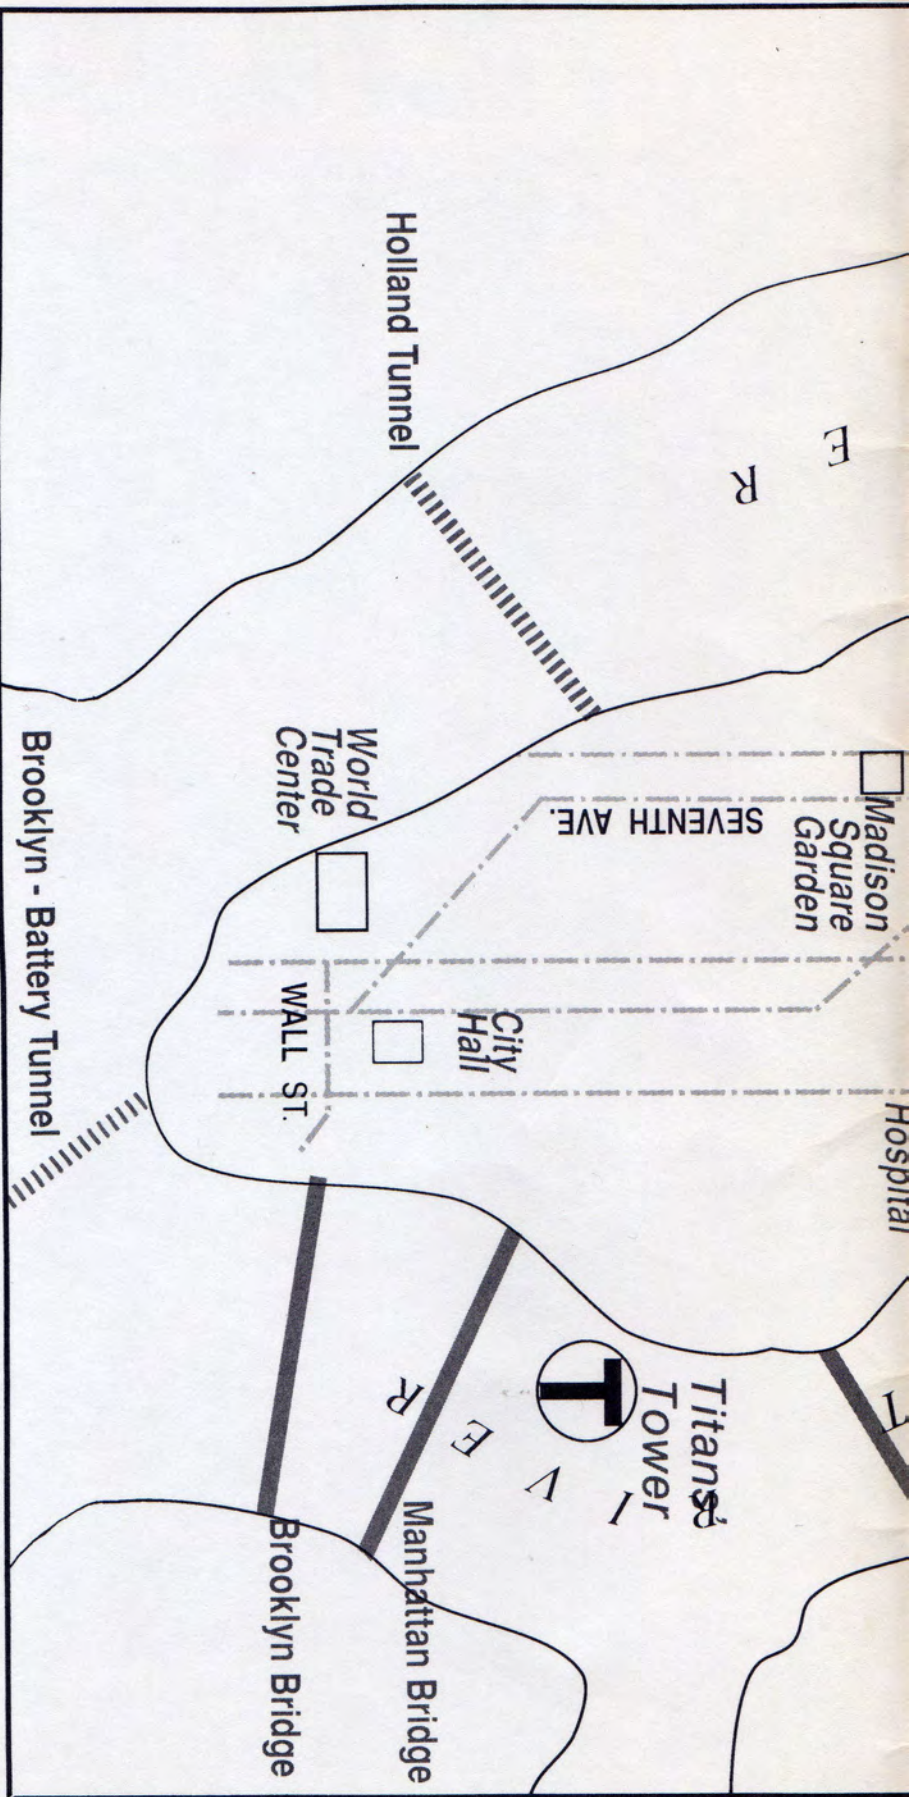 Holland Tunnel
E
R
Madison
Square
Garden
SEVENTH AVE.
World
Trade
Center
City
Hall
WALL ST.
Hospital
Brooklyn - Battery Tunnel
T
Titans'
Tower
T
R
I
V
E
R
Manhattan Bridge
Brooklyn Bridge